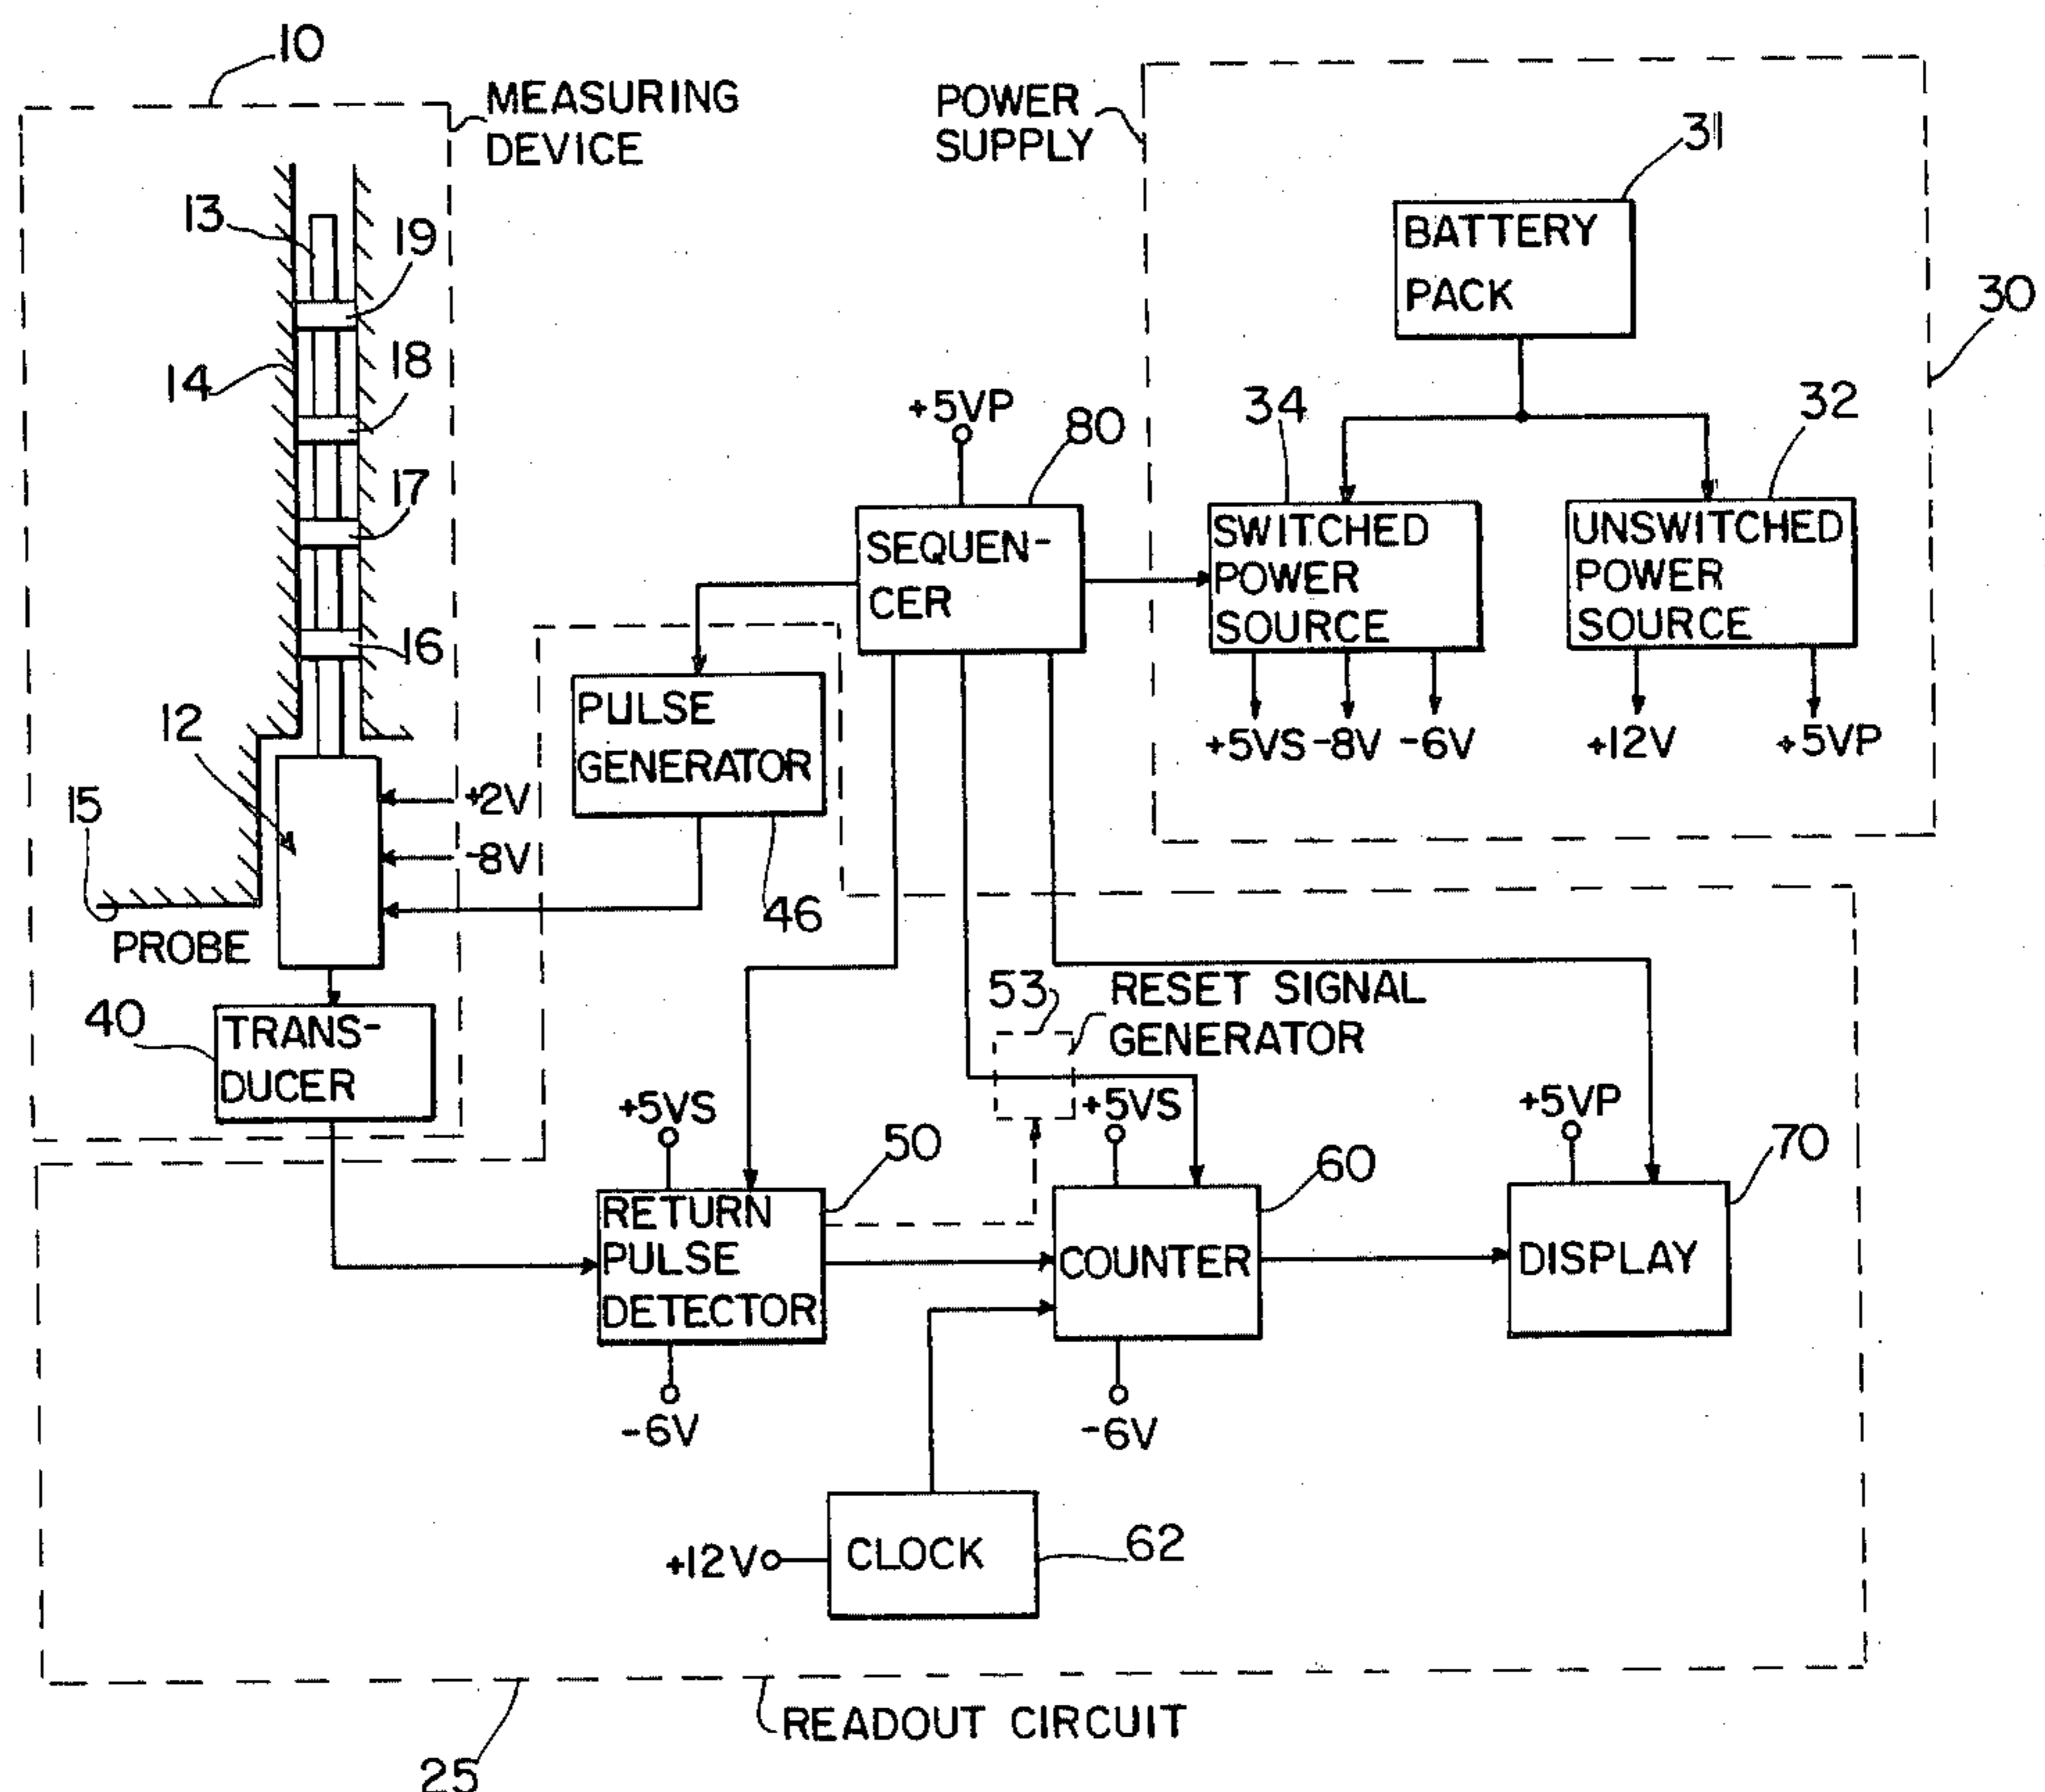 10
MEASURING
DEVICE
POWER
SUPPLY
31
BATTERY
PACK
30
13
19
14
18
17
16
+5VP
80
34
32
SEQUEN-
CER
SWITCHED
POWER
SOURCE
UNSWITCHED
POWER
SOURCE
+5VS
-8V
-6V
+12V
+5VP
PULSE
GENERATOR
46
12
+2V
-8V
15
PROBE
40
TRANS-
DUCER
53
RESET SIGNAL
GENERATOR
+5VS
50
RETURN
PULSE
DETECTOR
-6V
+5VS
60
COUNTER
-6V
+5VP
70
DISPLAY
+12V
CLOCK
62
READOUT CIRCUIT
25